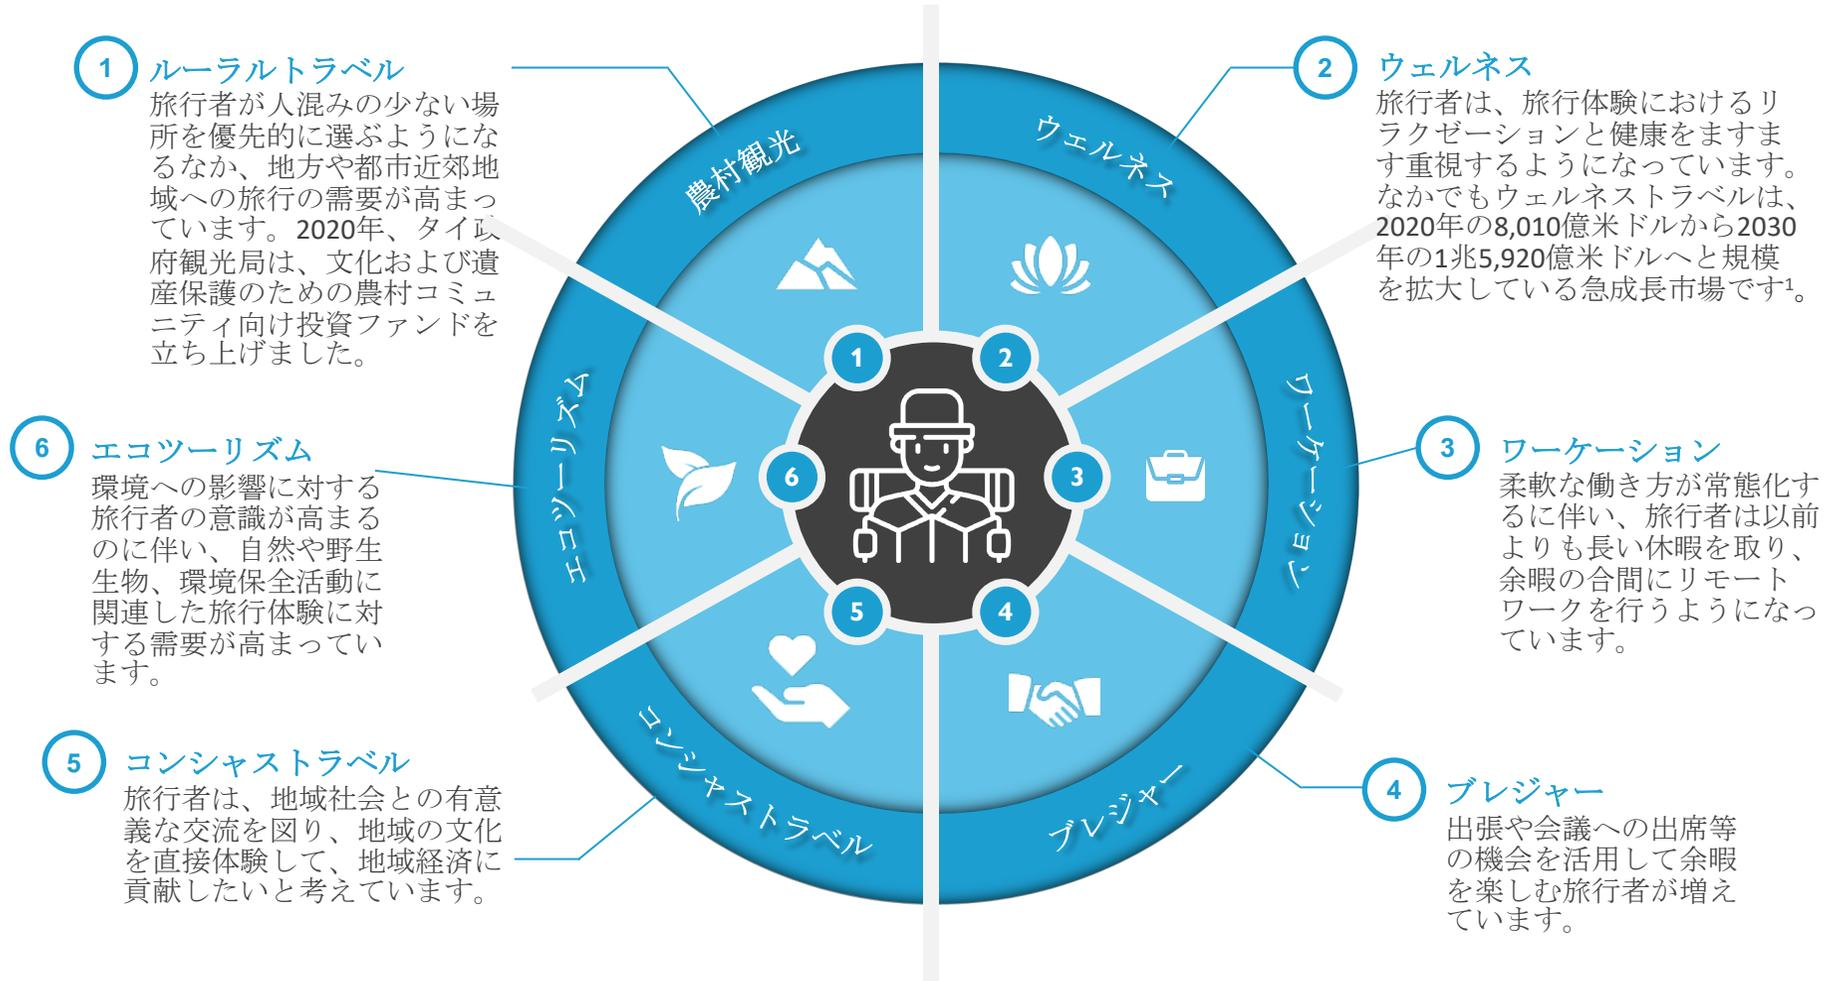 1
ルーラルトラベル
旅行者が人混みの少ない場
所を優先的に選ぶようにな
るなか、地方や都市近郊地
域への旅行の需要が高まっ
ています。2020年、タイ政
府観光局は、文化および遺
産保護のための農村コミュ
ニティ向け投資ファンドを
立ち上げました。
2
ウェルネス
旅行者は、旅行体験におけるリ
ラクゼーションと健康をますま
す重視するようになっています。
なかでもウェルネストラベルは、
2020年の8,010億米ドルから2030
年の1兆5,920億米ドルへと規模
を拡大している急成長市場です¹。
3
ワーケーション
柔軟な働き方が常態化す
るに伴い、旅行者は以前
よりも長い休暇を取り、
余暇の合間にリモート
ワークを行うようになっ
ています。
4
ブレジャー
出張や会議への出席等
の機会を活用して余暇
を楽しむ旅行者が増え
ています。
5
コンシャストラベル
旅行者は、地域社会との有意
義な交流を図り、地域の文化
を直接体験して、地域経済に
貢献したいと考えています。
6
エコツーリズム
環境への影響に対する
旅行者の意識が高まる
のに伴い、自然や野生
生物、環境保全活動に
関連した旅行体験に対
する需要が高まってい
ます。
農村観光
ウェルネス
ワーケーション
ブレジャー
コンシャストラベル
エコツーリズム
1
2
3
4
5
6